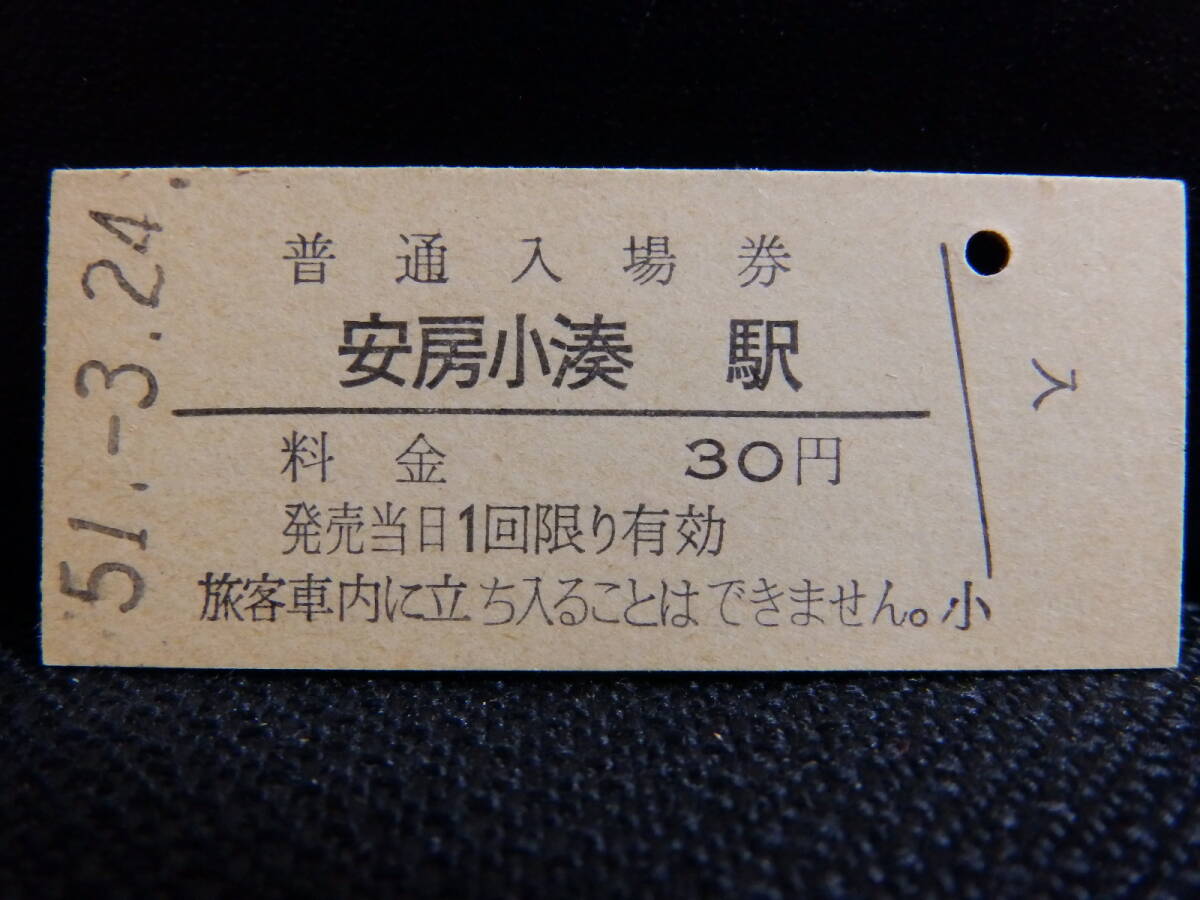 51.-3.24
普通入場券
安房小湊 駅
料金 30円
発売当日1回限り有効
旅客車内に立ち入ることはできません。小
入